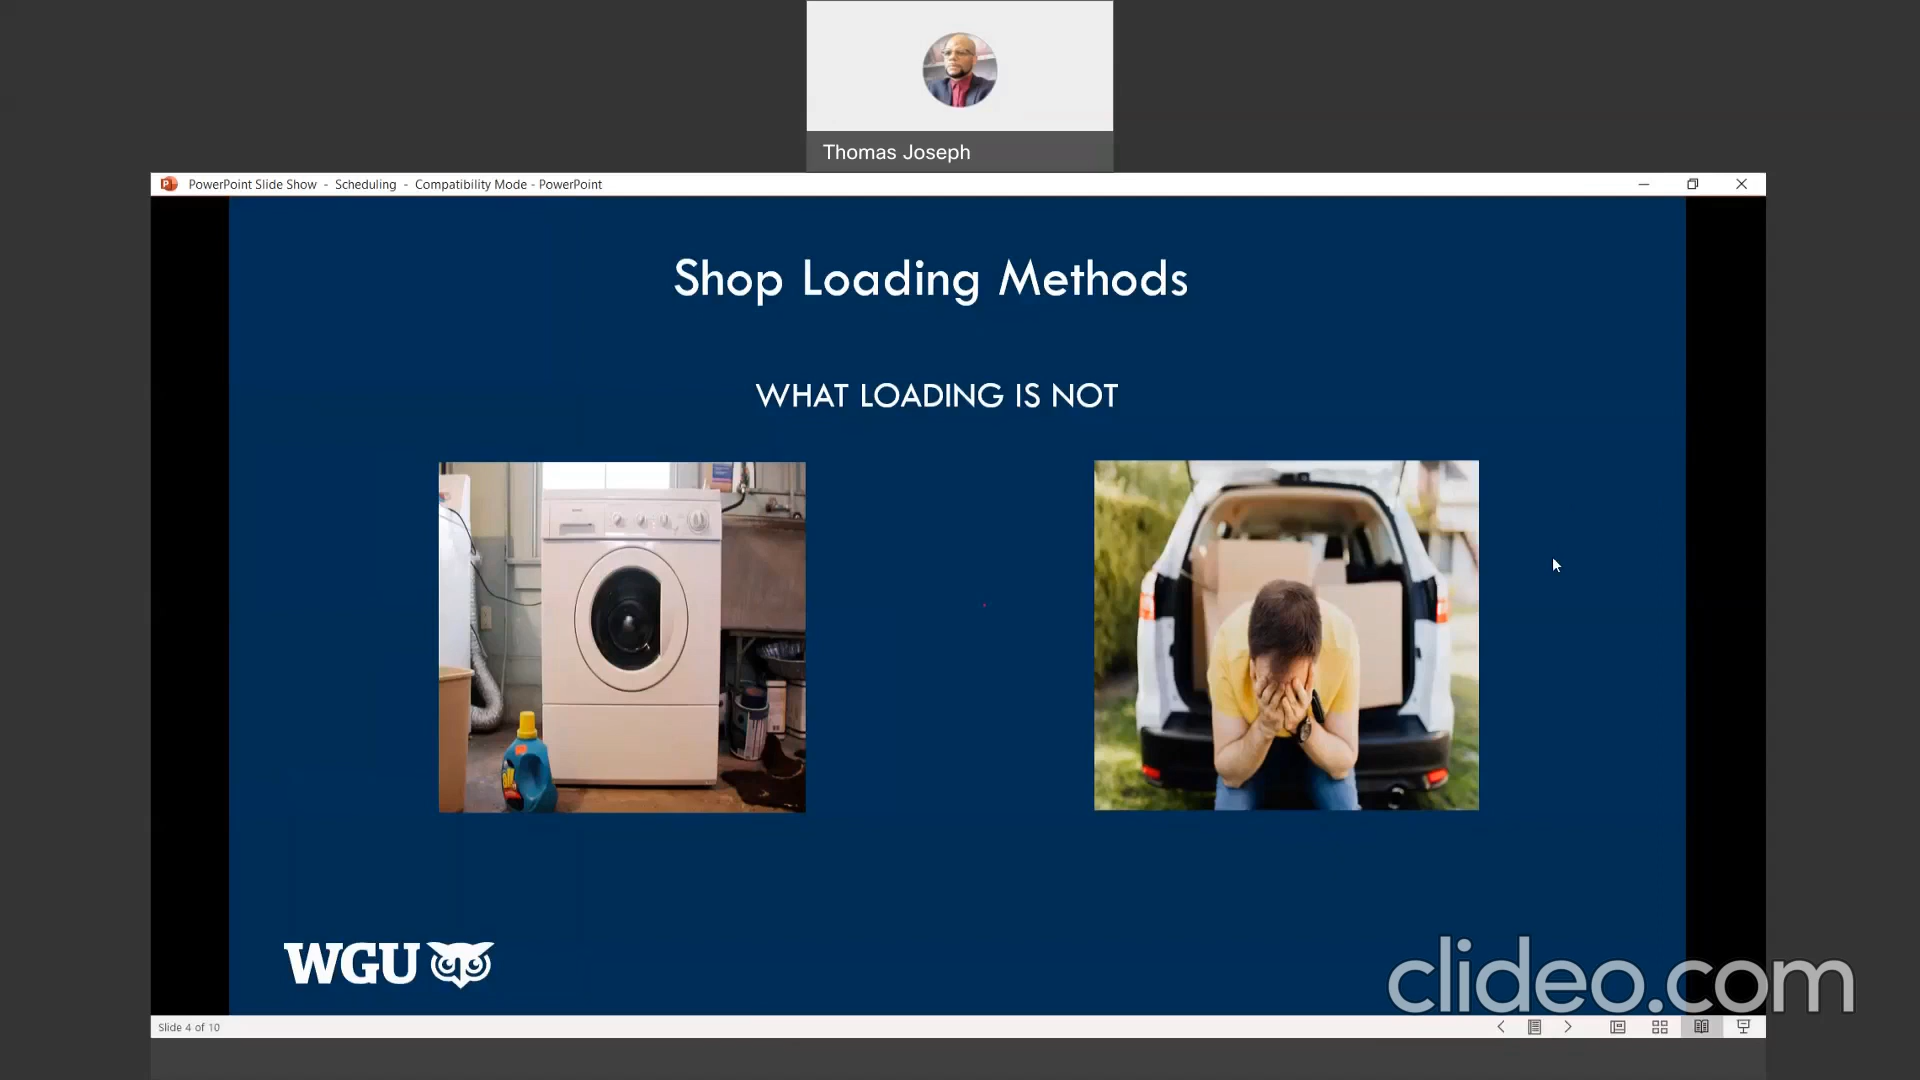 Thomas Joseph
PowerPoint Slide Show - Scheduling - Compatibility Mode - PowerPoint
Shop Loading Methods
WHAT LOADING IS NOT
all
WGU
clideo.com
Slide 4 of 10